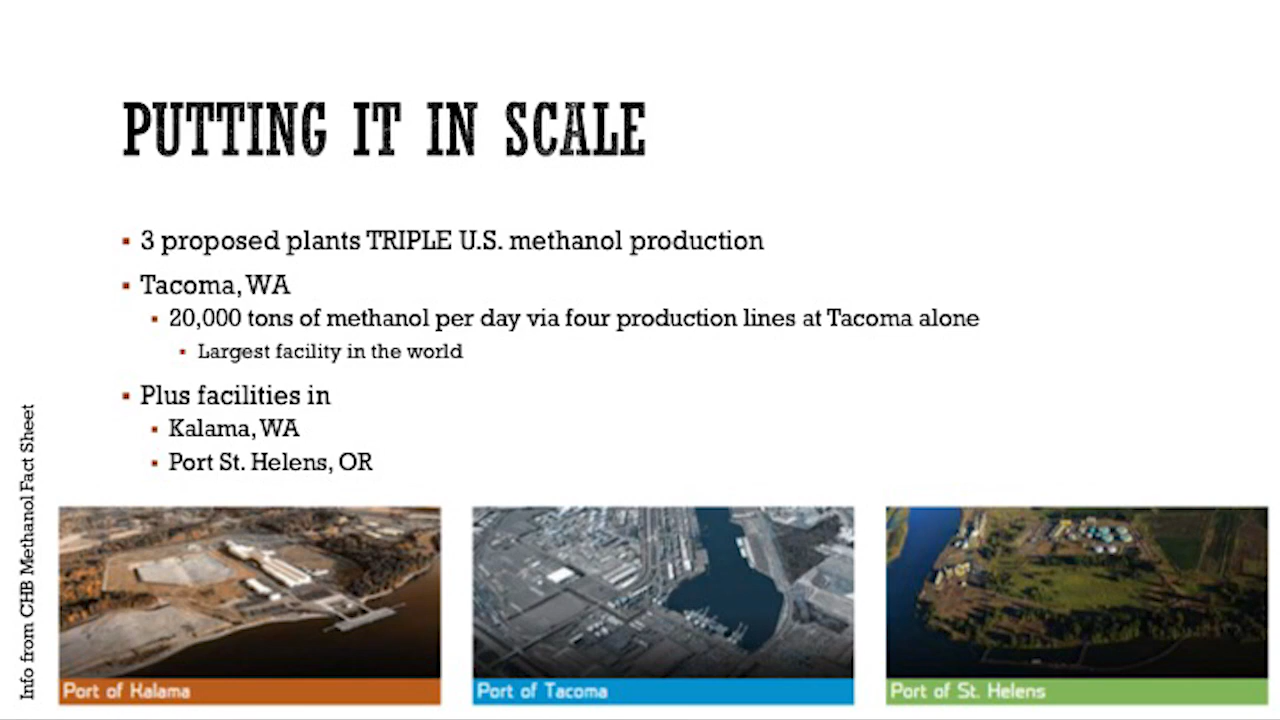 PUTTING IT IN SCALE
3 proposed plants TRIPLE U.S. methanol production
Tacoma, WA
20,000 tons of methanol per day via four production lines at Tacoma alone
Largest facility in the world
Plus facilities in
Kalama, WA
Port St. Helens, OR
Info from CHB Methanol Fact Sheet
Port of Kalama
Port of Tacoma
Port of St. Helens